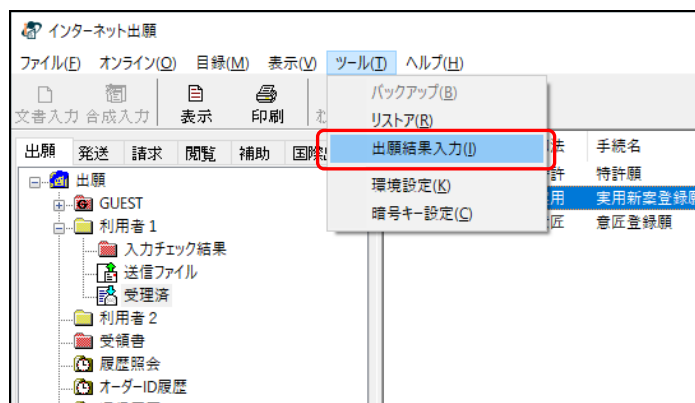 インターネット出願
ファイル(F) オンライン(O) 目録(M) 表示(V) ツール(T) ヘルプ(H)
文書入力 合成入力 表示 印刷
バックアップ(B)
リストア(R)
出願結果入力(I)
環境設定(K)
暗号キー設定(C)
出願 発送 請求 閲覧 補助 国際
法 手続名
許 特許願
用 実用新案登録願
匠 意匠登録願
出願
GUEST
利用者1
入力チェック結果
送信ファイル
受理済
利用者2
受領書
履歴照会
オーダーID履歴